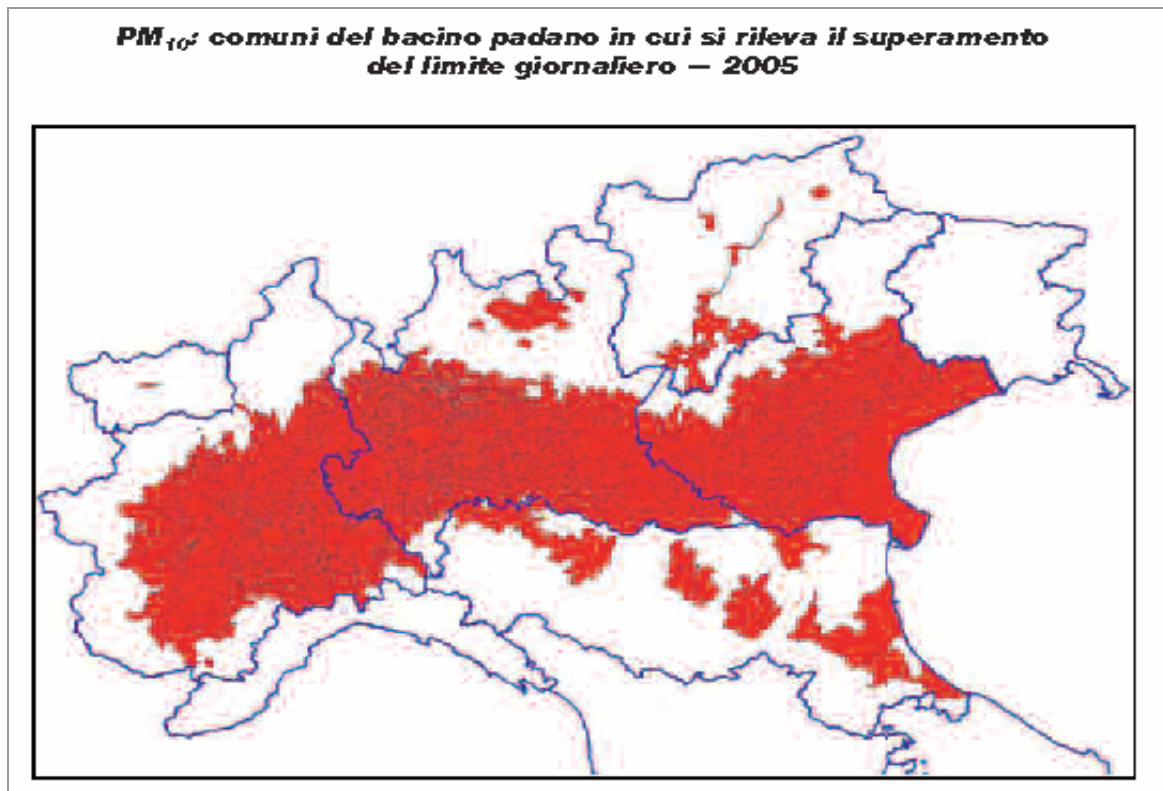 PM₁₀: comuni del bacino padano in cui si rileva il superamento
del limite giornaliero — 2005